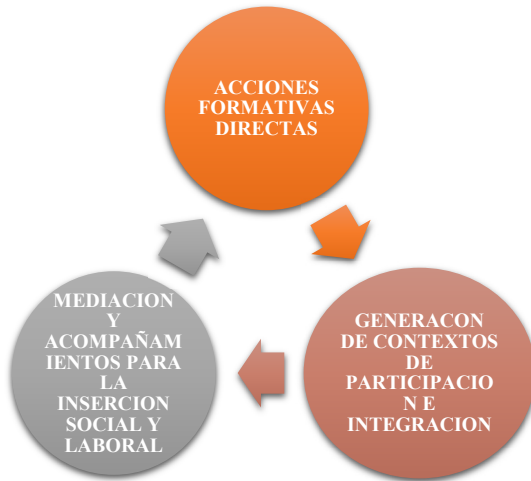 ACCIONES
FORMATIVAS
DIRECTAS
GENERACON
DE CONTEXTOS
DE
PARTICIPACIO
N E
INTEGRACION
MEDIACION
Y
ACOMPAÑAM
IENTOS PARA
LA
INSERCION
SOCIAL Y
LABORAL